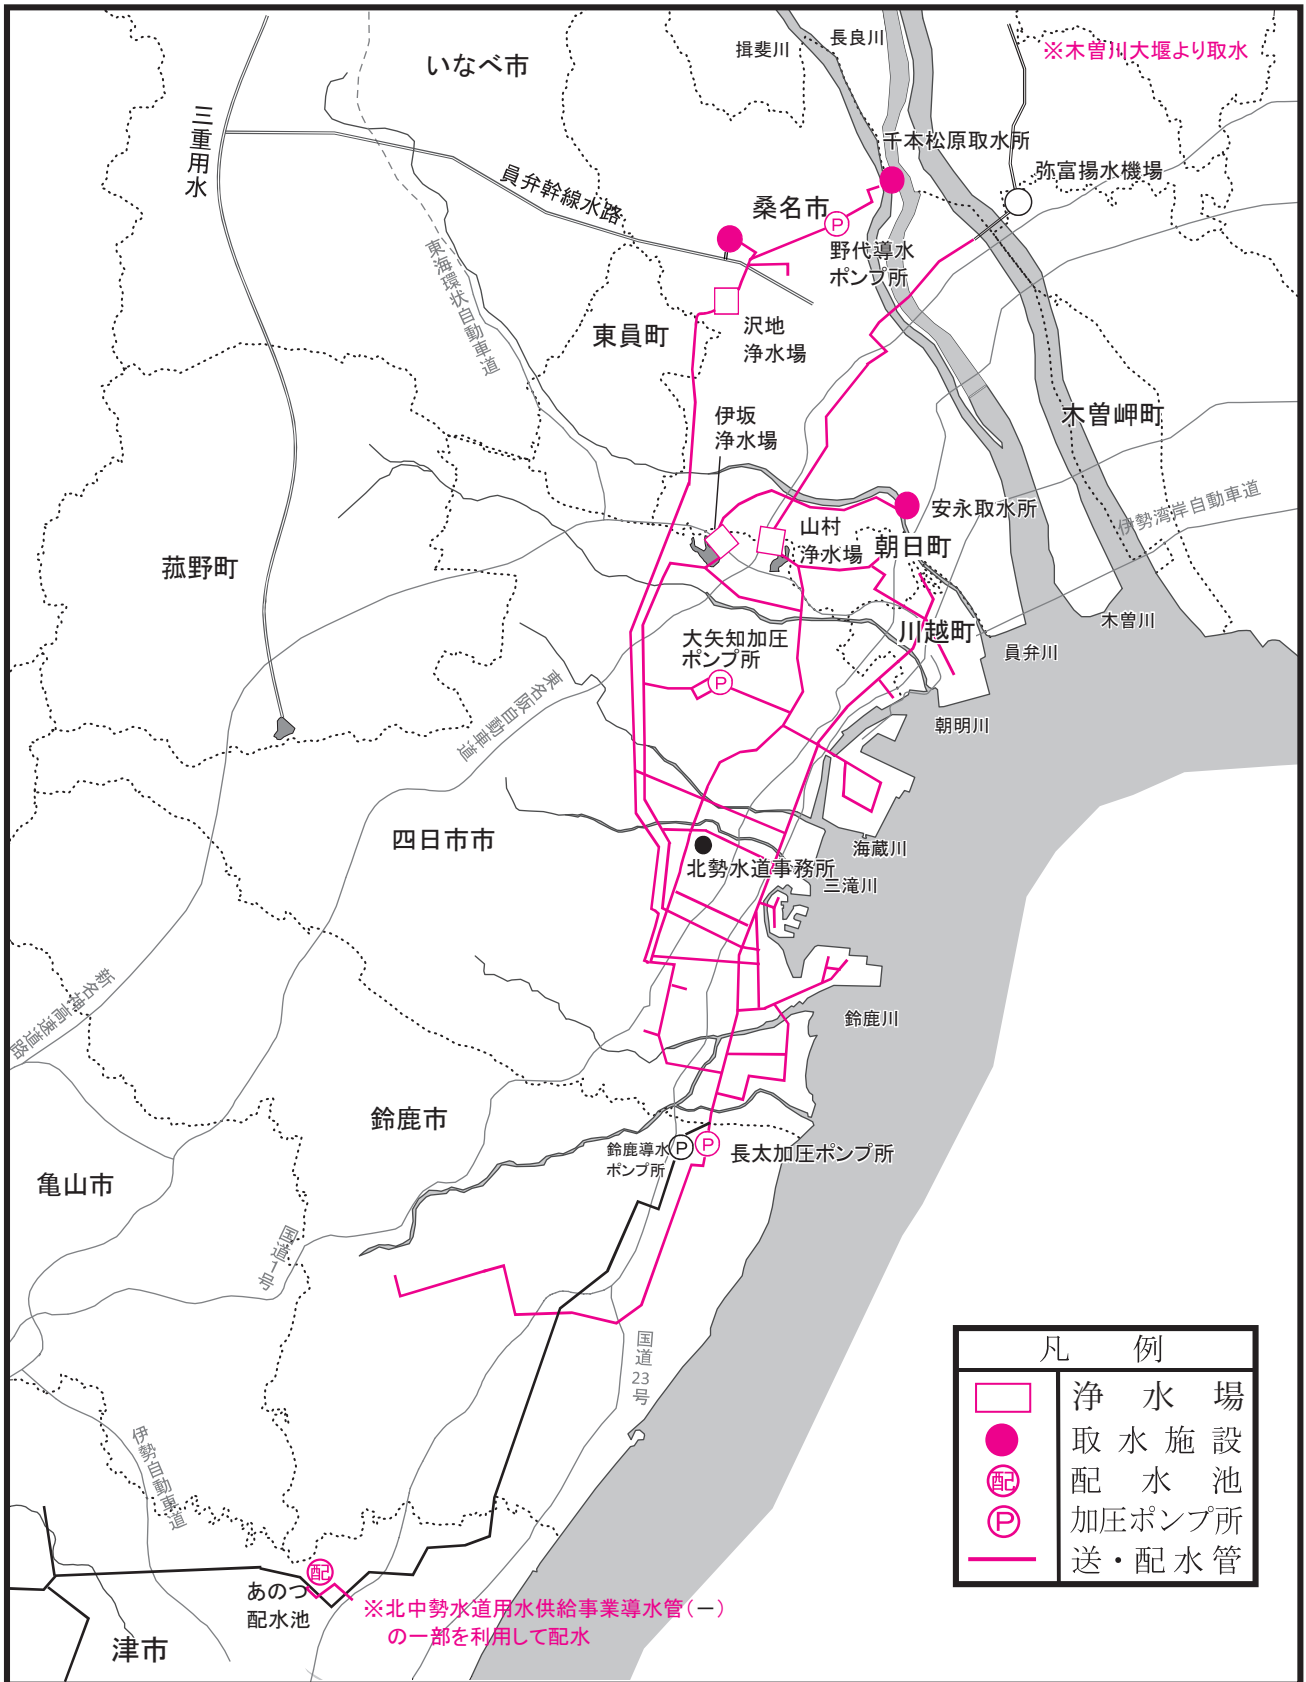 揖斐川
長良川
※木曽川大堰より取水
いなべ市
三重用水
千本松原取水所
弥富揚水機場
員弁幹線水路
桑名市
P
野代導水
ポンプ所
東海環状自動車道
東員町
沢地
浄水場
伊坂
浄水場
木曽岬町
伊勢湾岸自動車道
安永取水所
山村
浄水場
朝日町
菰野町
木曽川
川越町
員弁川
大矢知加圧
ポンプ所
P
東名阪自動車道
朝明川
四日市市
海蔵川
北勢水道事務所
三滝川
新名神高速道路
鈴鹿川
鈴鹿市
鈴鹿導水
ポンプ所
P
P
長太加圧ポンプ所
亀山市
国道1号
国道23号
伊勢自動車道
配
あのつ
配水池
※北中勢水道用水供給事業導水管(ー)
の一部を利用して配水
津市
凡 例
浄 水 場
取 水 施 設
配
配 水 池
P
加圧ポンプ所
送・配水管